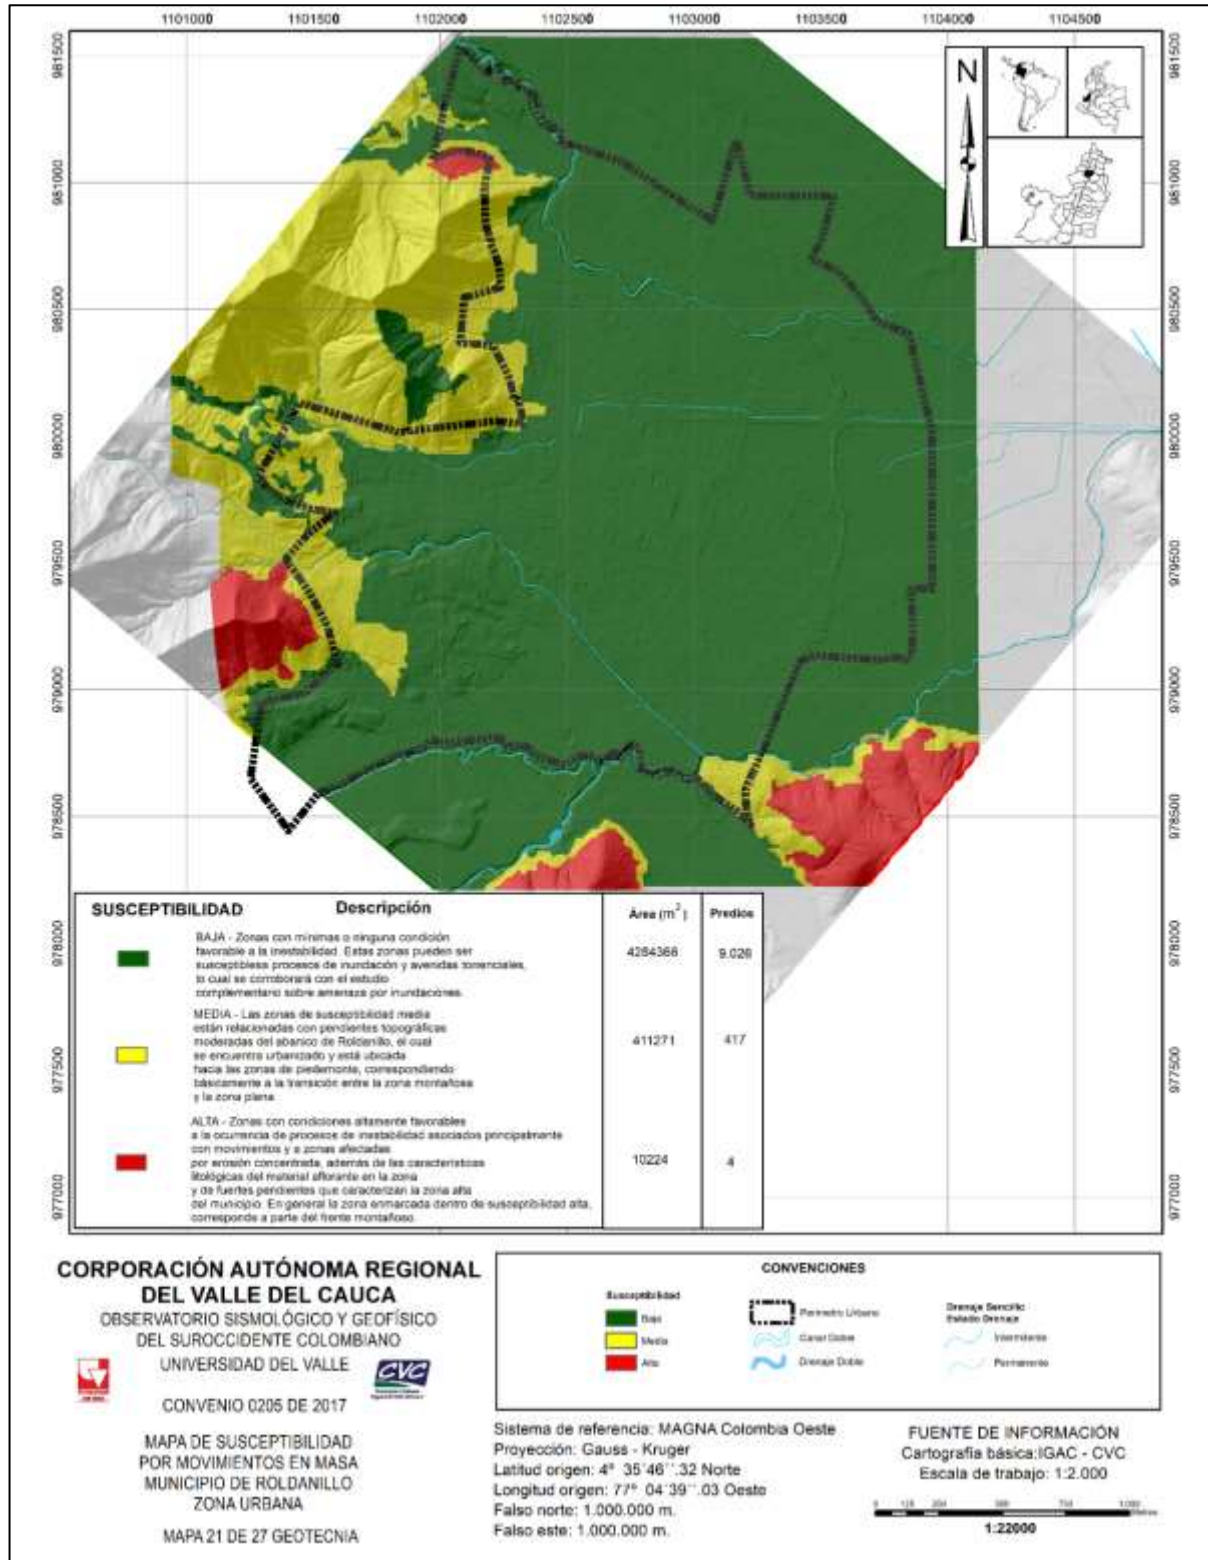 1101000 1101500 1102000 1102500 1103000 1103500 1104000 1104500
981500 981500
N
981000 981000
980500 980500
980000 980000
979500 979500
979000 979000
978500 978500
978000 978000
977500 977500
977000 977000
SUSCEPTIBILIDAD Descripción Área (m²) Predios
BAJA - Zonas con mínimas o ninguna condición
favorable a la inestabilidad. Estas zonas pueden ser
susceptibless procesos de inundación y avenidas torrenciales,
lo cual se corroborará con el estudio
complementario sobre amenaza por inundaciones.
4284368 9.026
MEDIA - Las zonas de susceptibilidad media
están relacionadas con pendientes topográficas
moderadas del abanico de Roldanillo, el cual
se encuentra urbanizado y está ubicada
hacia las zonas de piedemonte, correspondiendo
básicamente a la transición entre la zona montañosa
y la zona plana
411271 417
ALTA - Zonas con condiciones altamente favorables
a la ocurrencia de procesos de inestabilidad asociados principalmente
con movimientos y a zonas afectadas
por erosión concentrada, además de las características
litológicas del material aflorante en la zona
y de fuertes pendientes que caracterizan la zona alta
del municipio. En general la zona enmarcada dentro de susceptibilidad alta,
corresponde a parte del frente montañoso.
10224 4
CORPORACIÓN AUTÓNOMA REGIONAL
DEL VALLE DEL CAUCA
OBSERVATORIO SISMOLÓGICO Y GEOFÍSICO
DEL SUROCCIDENTE COLOMBIANO
UNIVERSIDAD DEL VALLE
CVC
CONVENIO 0205 DE 2017
MAPA DE SUSCEPTIBILIDAD
POR MOVIMIENTOS EN MASA
MUNICIPIO DE ROLDANILLO
ZONA URBANA
MAPA 21 DE 27 GEOTECNIA
CONVENCIONES
Susceptibilidad
Baja
Media
Alta
Perímetro Urbano
Canal Doble
Drenaje Doble
Drenaje Sencillo
Estado Drenaje
Intermitente
Permanente
Sistema de referencia: MAGNA Colombia Oeste
Proyección: Gauss - Kruger
Latitud origen: 4° 35´46´´.32 Norte
Longitud origen: 77° 04´39´´.03 Oeste
Falso norte: 1.000.000 m.
Falso este: 1.000.000 m.
FUENTE DE INFORMACIÓN
Cartografía básica:IGAC - CVC
Escala de trabajo: 1:2.000
1:22000